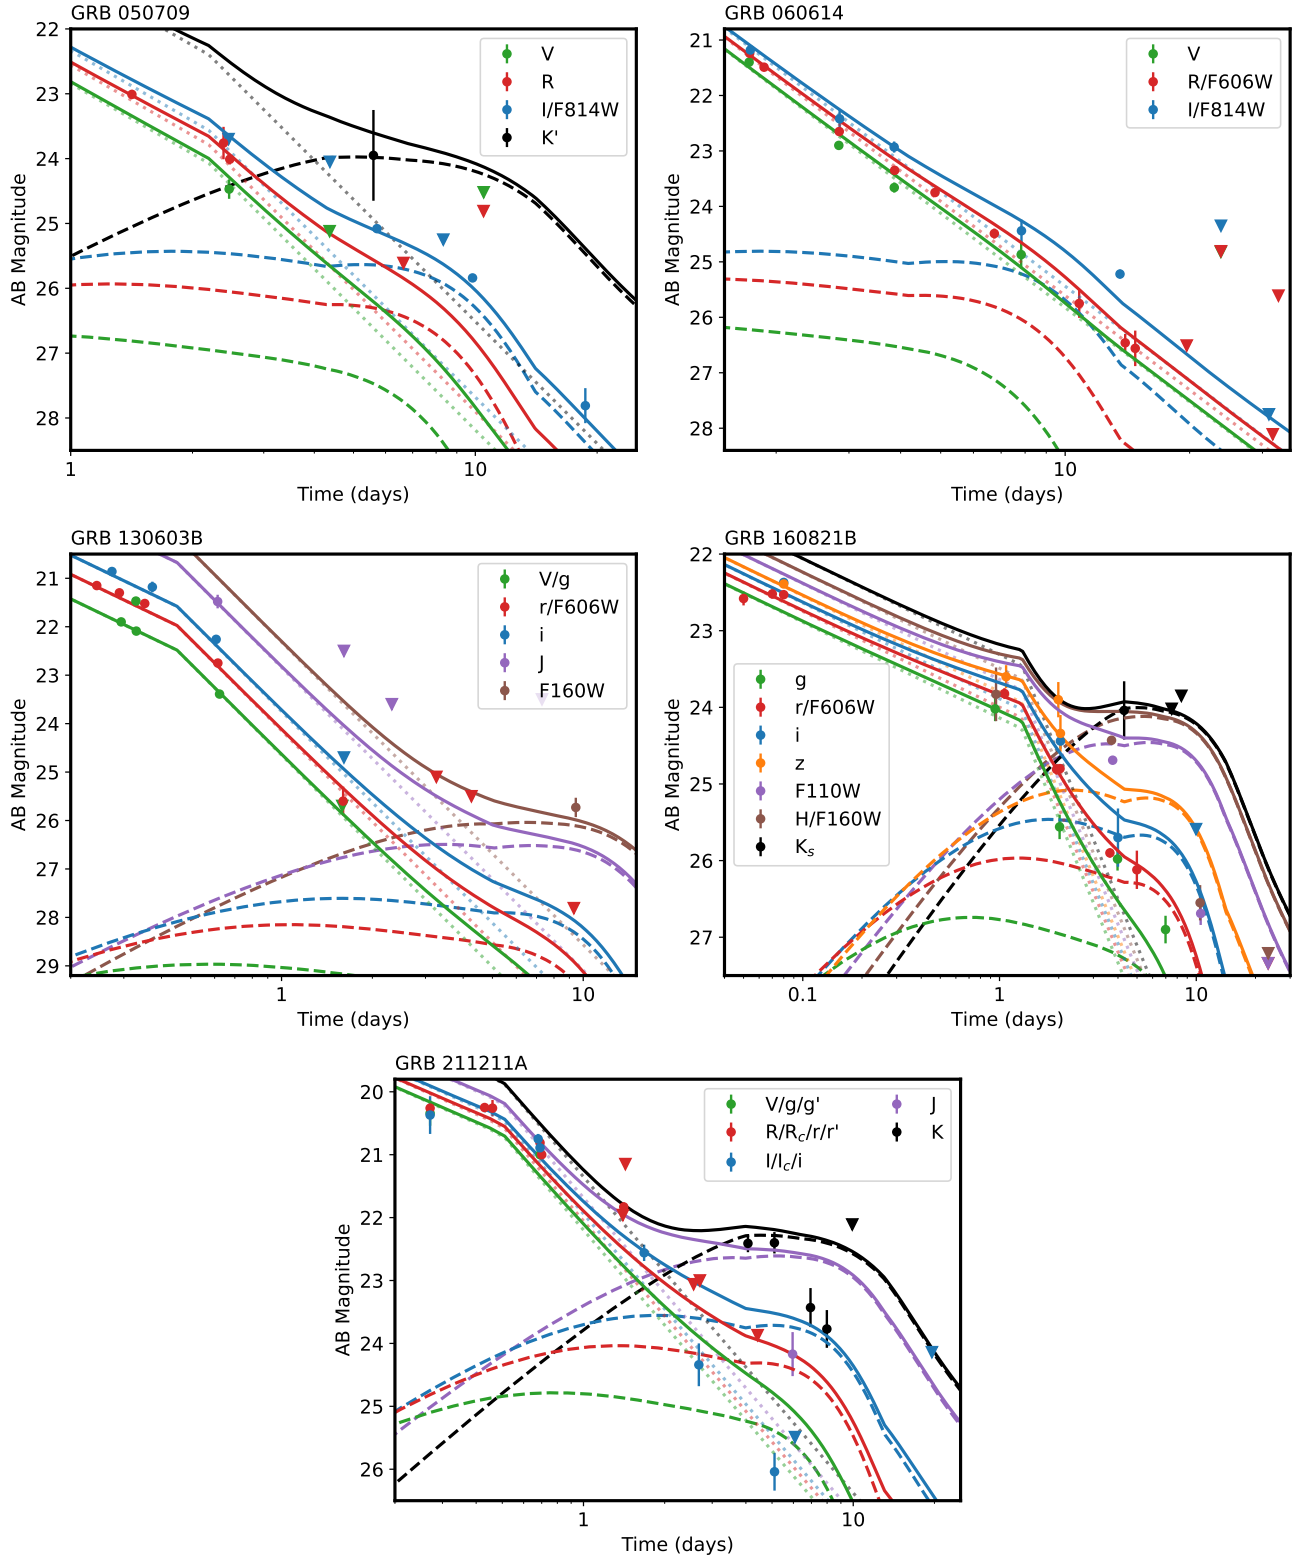 GRB 050709
22
23
24
25
26
27
28
AB Magnitude
V
R
I/F814W
K'
1
10
Time (days)
GRB 060614
21
22
23
24
25
26
27
28
AB Magnitude
V
R/F606W
I/F814W
10
Time (days)
GRB 130603B
21
22
23
24
25
26
27
28
29
AB Magnitude
V/g
r/F606W
i
J
F160W
1
10
Time (days)
GRB 160821B
22
23
24
25
26
27
AB Magnitude
g
r/F606W
i
z
F110W
H/F160W
Kₛ
0.1
1
10
Time (days)
GRB 211211A
20
21
22
23
24
25
26
AB Magnitude
V/g/g'
R/R꜀/r/r'
I/I꜀/i
J
K
1
10
Time (days)